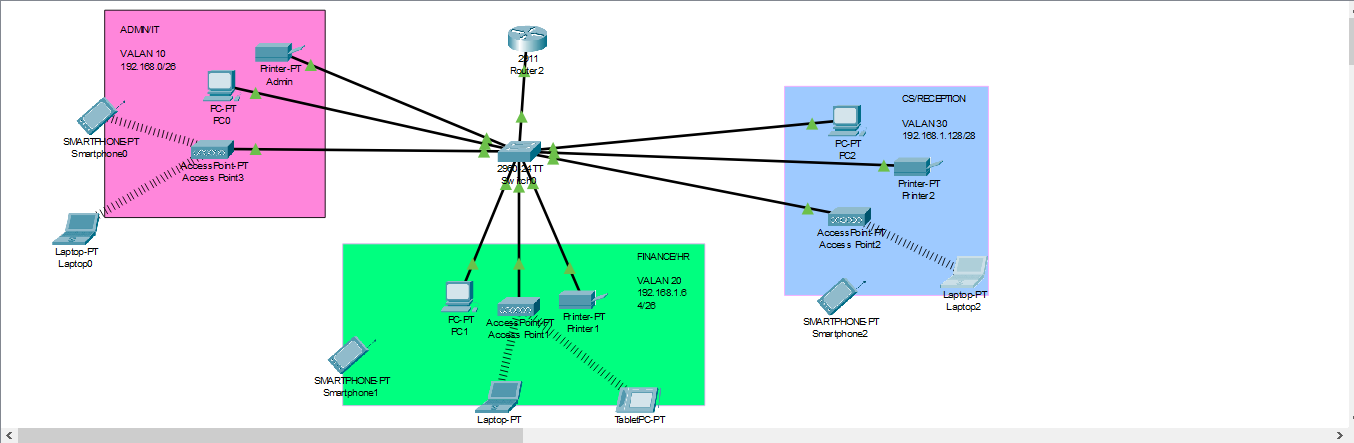 ADMIN/IT
VALAN 10
192.168.0/26
Printer-PT
Admin
PC-PT
PC0
SMARTPHONE-PT
Smartphone0
AccessPoint-PT
Access Point3
Laptop-PT
Laptop0
2911
Router2
2960-24TT
Switch0
CS/RECEPTION
VALAN 30
192.168.1.128/28
PC-PT
PC2
Printer-PT
Printer2
AccessPoint-PT
Access Point2
Laptop-PT
Laptop2
SMARTPHONE-PT
Smartphone2
FINANCE/HR
VALAN 20
192.168.1.6
4/26
PC-PT
PC1
AccessPoint-PT
Access Point1
Printer-PT
Printer1
SMARTPHONE-PT
Smartphone1
Laptop-PT
TabletPC-PT